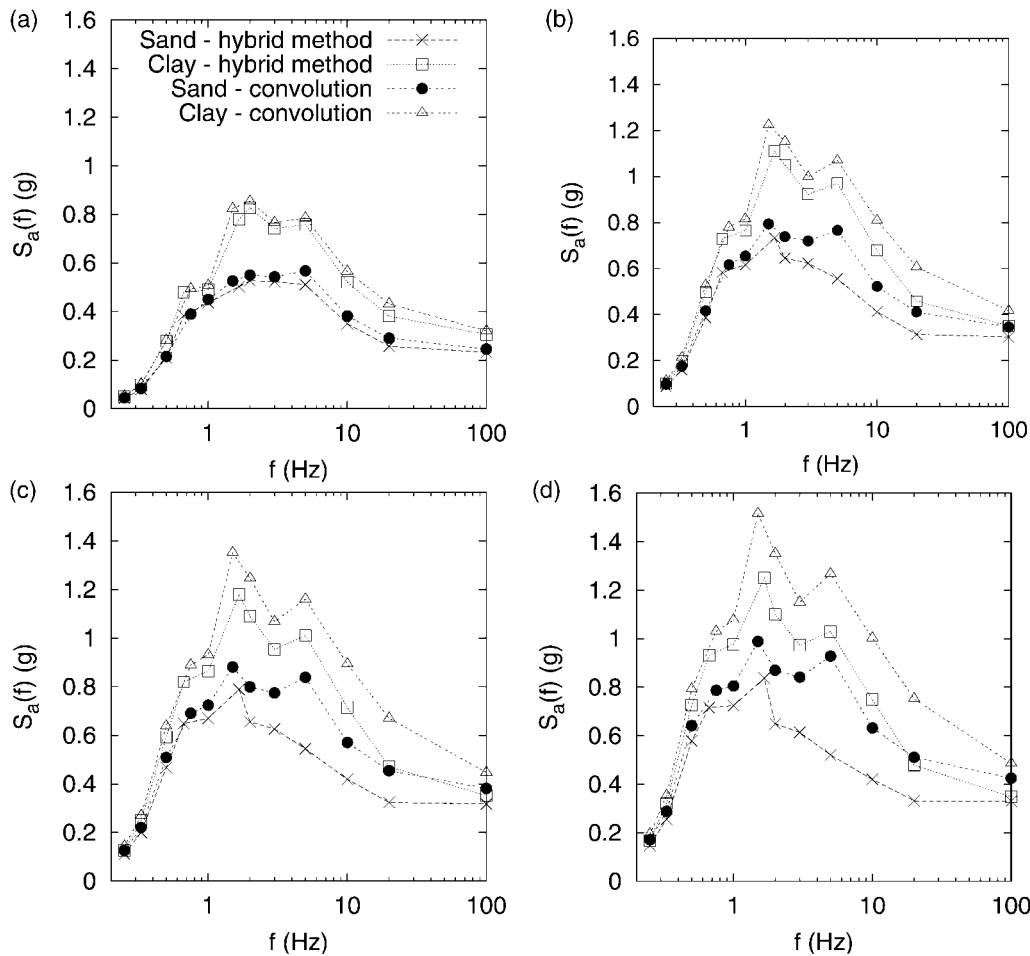 (a)
1.6
1.4
1.2
1
0.8
0.6
0.4
0.2
0
Sa(f) (g)
Sand - hybrid method
Clay - hybrid method
Sand - convolution
Clay - convolution
1 10 100
f (Hz)
(b)
1.6
1.4
1.2
1
0.8
0.6
0.4
0.2
0
Sa(f) (g)
1 10 100
f (Hz)
(c)
1.6
1.4
1.2
1
0.8
0.6
0.4
0.2
0
Sa(f) (g)
1 10 100
f (Hz)
(d)
1.6
1.4
1.2
1
0.8
0.6
0.4
0.2
0
Sa(f) (g)
1 10 100
f (Hz)